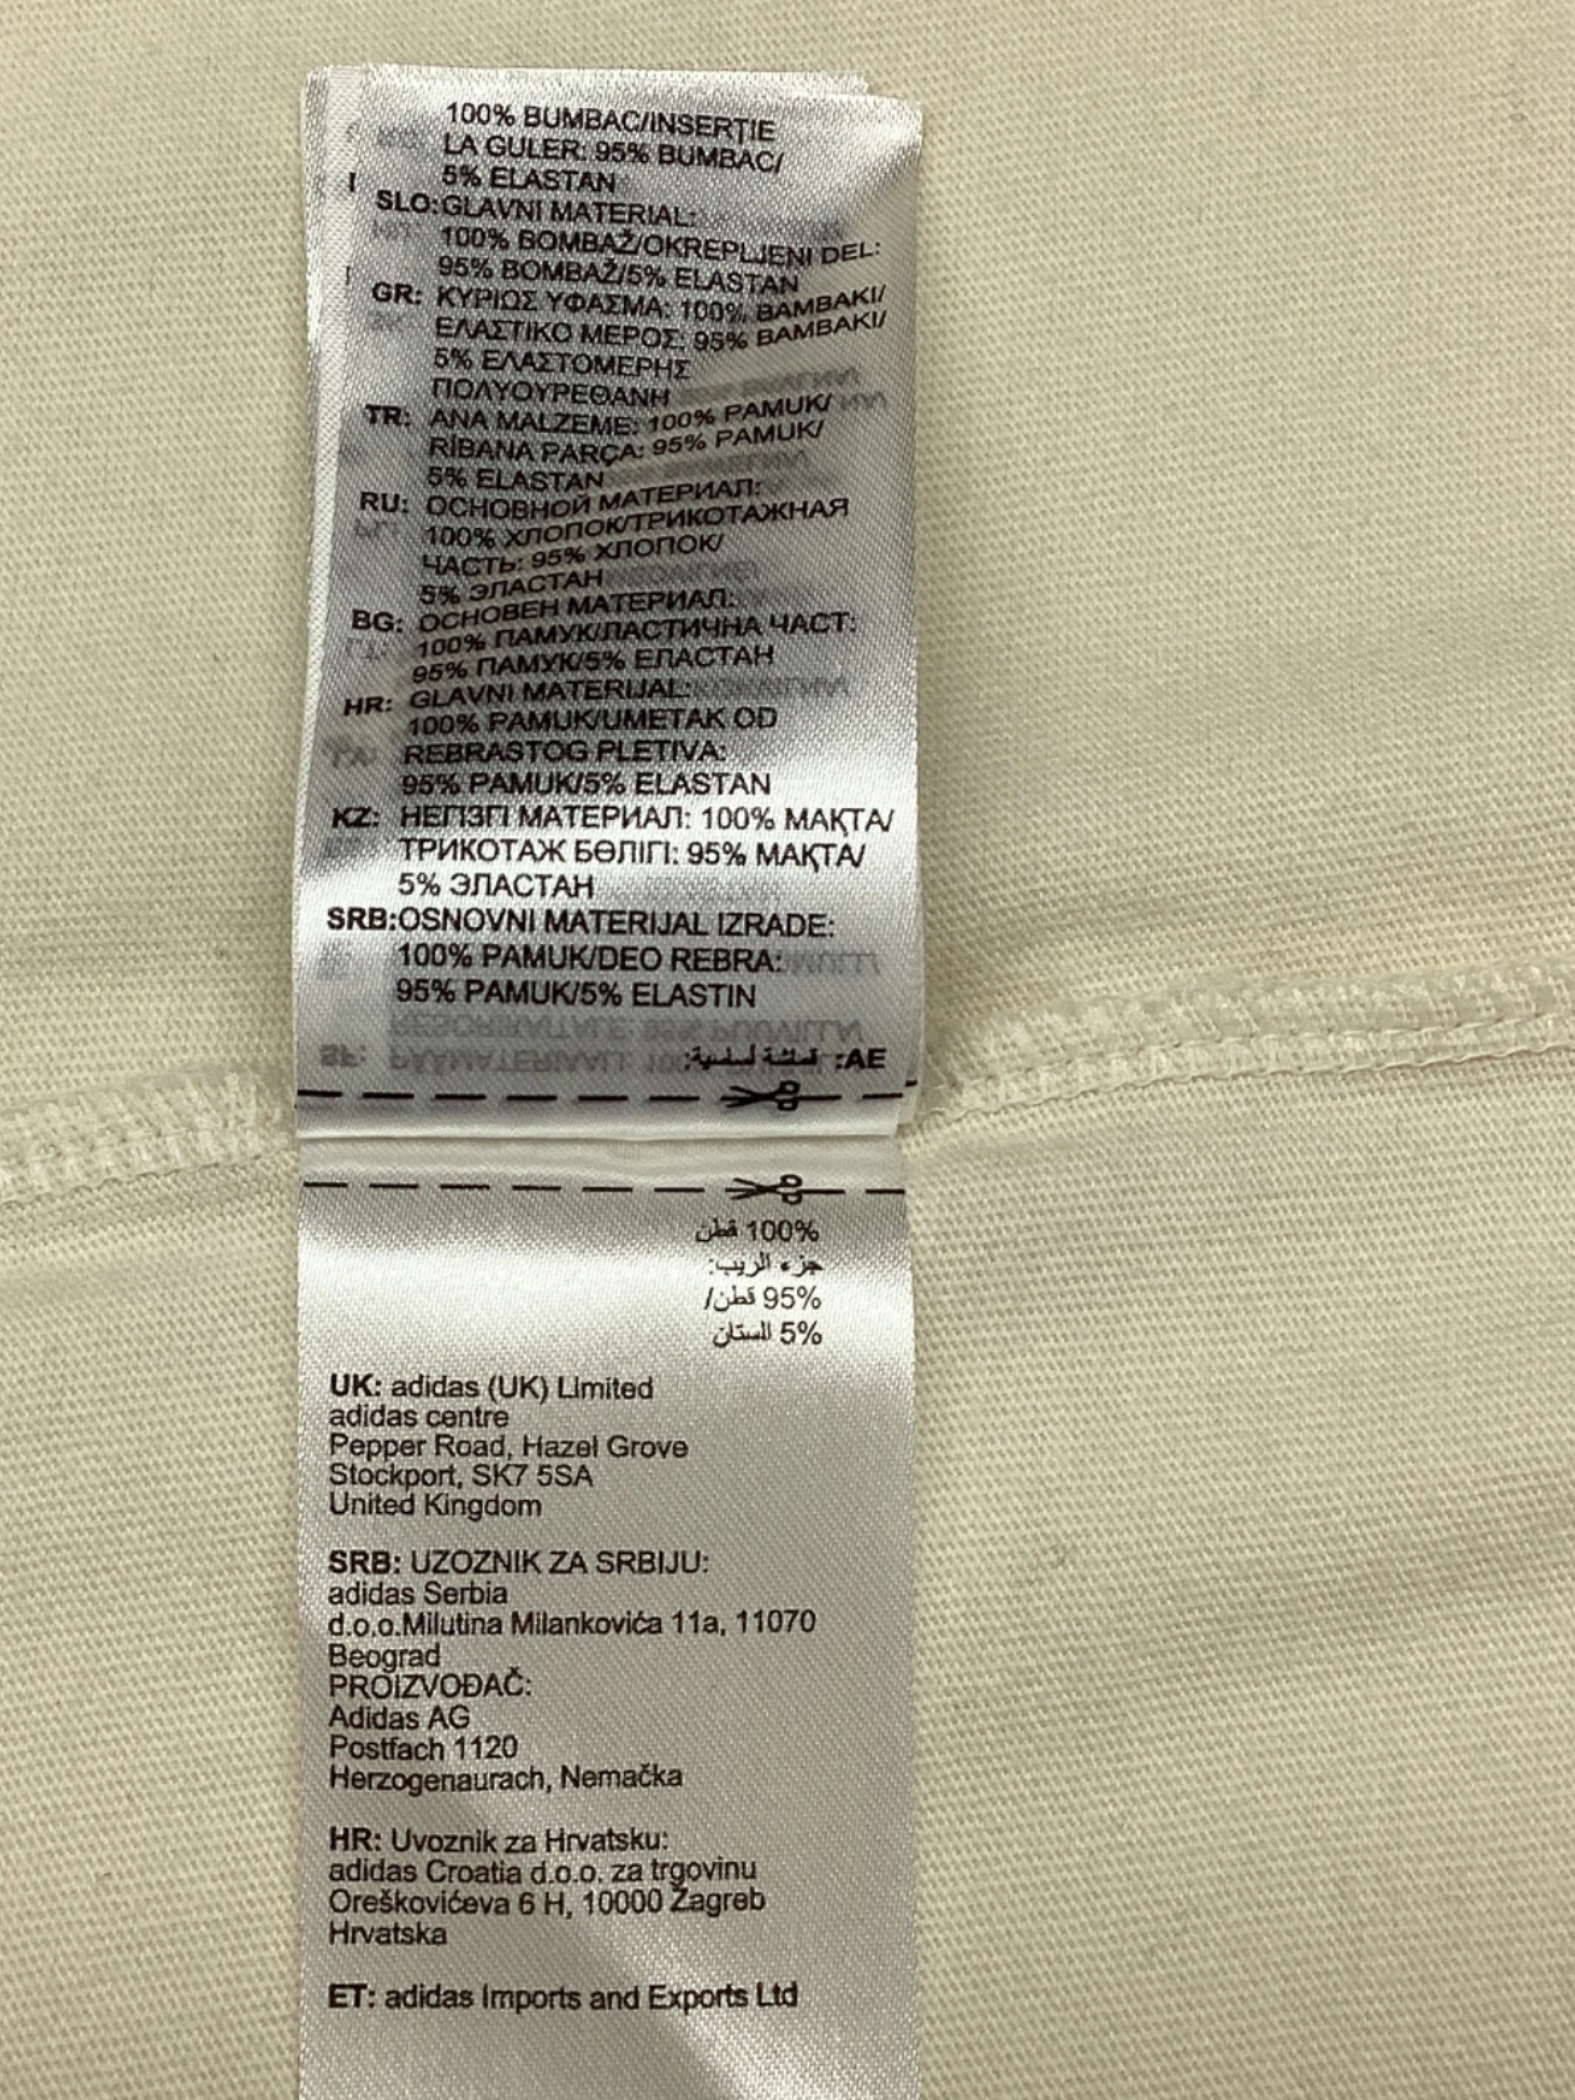 100% BUMBAC/INSERȚIE
LA GULER: 95% BUMBAC/
5% ELASTAN
SLO:GLAVNI MATERIAL:
100% BOMBAŽ/OKREPLJENI DEL:
95% BOMBAŽ/5% ELASTAN
GR: ΚΥΡΙΩΣ ΥΦΑΣΜΑ: 100% ΒΑΜΒΑΚΙ/
ΕΛΑΣΤΙΚΟ ΜΕΡΟΣ: 95% ΒΑΜΒΑΚΙ/
5% ΕΛΑΣΤΟΜΕΡΗΣ
ΠΟΛΥΟΥΡΕΘΑΝΗ
TR: ANA MALZEME: 100% PAMUK/
RİBANA PARÇA: 95% PAMUK/
5% ELASTAN
RU: ОСНОВНОЙ МАТЕРИАЛ:
100% ХЛОПОК/ТРИКОТАЖНАЯ
ЧАСТЬ: 95% ХЛОПОК/
5% ЭЛАСТАН
BG: ОСНОВЕН МАТЕРИАЛ:
100% ПАМУК/ЛАСТИЧНА ЧАСТ:
95% ПАМУК/5% ЕЛАСТАН
HR: GLAVNI MATERIJAL:
100% PAMUK/UMETAK OD
REBRASTOG PLETIVA:
95% PAMUK/5% ELASTAN
KZ: НЕГІЗГІ МАТЕРИАЛ: 100% МАҚТА/
ТРИКОТАЖ БӨЛІГІ: 95% МАҚТА/
5% ЭЛАСТАН
SRB:OSNOVNI MATERIJAL IZRADE:
100% PAMUK/DEO REBRA:
95% PAMUK/5% ELASTIN
AE: قماشة أساسية:
100% قطن
جزء الريب:
95% قطن/
5% الستان
UK: adidas (UK) Limited
adidas centre
Pepper Road, Hazel Grove
Stockport, SK7 5SA
United Kingdom
SRB: UZOZNIK ZA SRBIJU:
adidas Serbia
d.o.o.Milutina Milankovića 11a, 11070
Beograd
PROIZVOĐAČ:
Adidas AG
Postfach 1120
Herzogenaurach, Nemačka
HR: Uvoznik za Hrvatsku:
adidas Croatia d.o.o. za trgovinu
Oreškovićeva 6 H, 10000 Zagreb
Hrvatska
ET: adidas Imports and Exports Ltd